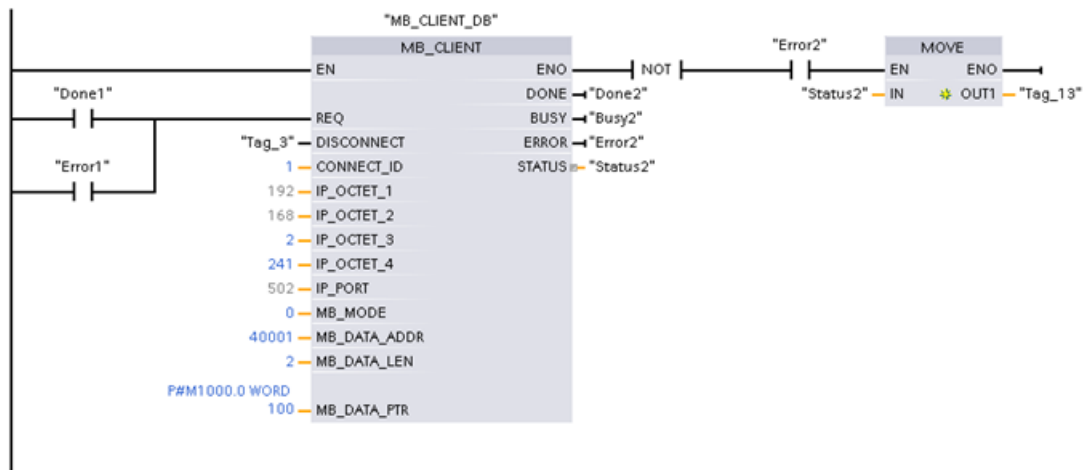 "MB_CLIENT_DB"
MB_CLIENT
"Error2"
MOVE
EN ENO NOT EN ENO
"Done1" DONE "Done2" "Status2" IN OUT1 "Tag_13"
REQ BUSY "Busy2"
"Tag_3" DISCONNECT ERROR "Error2"
"Error1" 1 CONNECT_ID STATUS "Status2"
192 IP_OCTET_1
168 IP_OCTET_2
2 IP_OCTET_3
241 IP_OCTET_4
502 IP_PORT
0 MB_MODE
40001 MB_DATA_ADDR
2 MB_DATA_LEN
P#M1000.0 WORD
100 MB_DATA_PTR